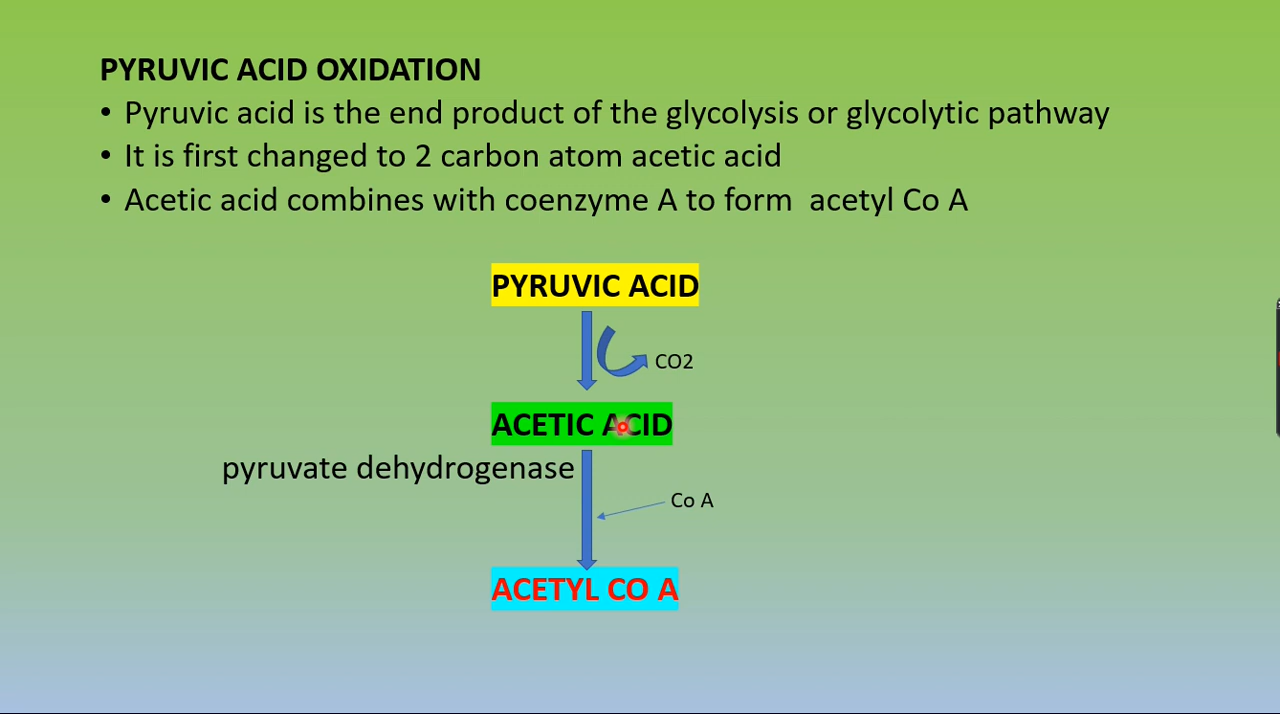 PYRUVIC ACID OXIDATION
• Pyruvic acid is the end product of the glycolysis or glycolytic pathway
• It is first changed to 2 carbon atom acetic acid
• Acetic acid combines with coenzyme A to form  acetyl Co A
PYRUVIC ACID
CO2
ACETIC ACID
pyruvate dehydrogenase
Co A
ACETYL CO A